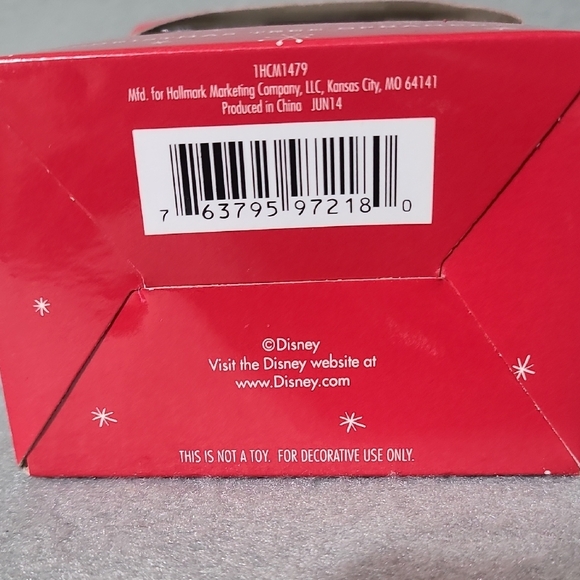 1HCM1479
Mfd. for Hallmark Marketing Company, LLC, Kansas City, MO 64141
Produced in China JUN14
7 63795 97218 0
©Disney
Visit the Disney website at
www.Disney.com
THIS IS NOT A TOY. FOR DECORATIVE USE ONLY.